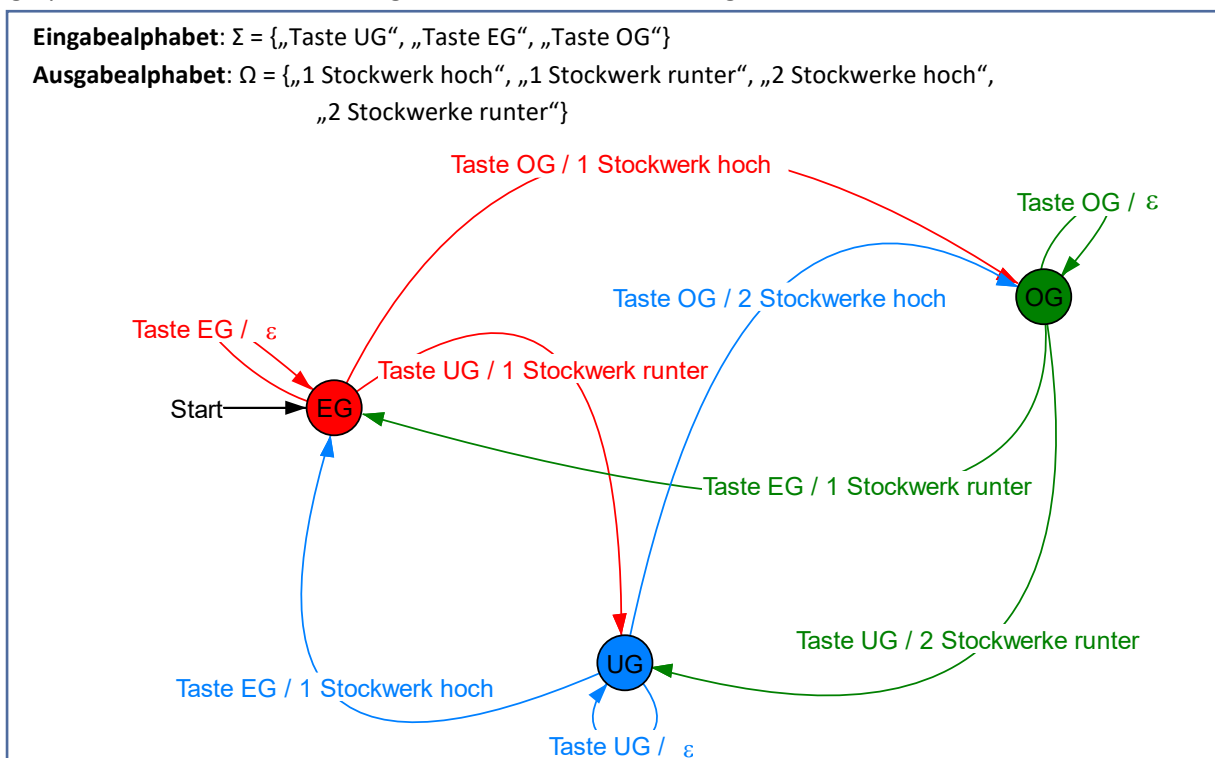 Eingabealphabet: Σ = {„Taste UG“, „Taste EG“, „Taste OG“}
Ausgabealphabet: Ω = {„1 Stockwerk hoch“, „1 Stockwerk runter“, „2 Stockwerke hoch“,
„2 Stockwerke runter“}
Taste OG / 1 Stockwerk hoch
Taste OG / ε
OG
Taste OG / 2 Stockwerke hoch
Taste EG / ε
Taste UG / 1 Stockwerk runter
Start
EG
Taste EG / 1 Stockwerk runter
Taste UG / 2 Stockwerke runter
UG
Taste EG / 1 Stockwerk hoch
Taste UG / ε